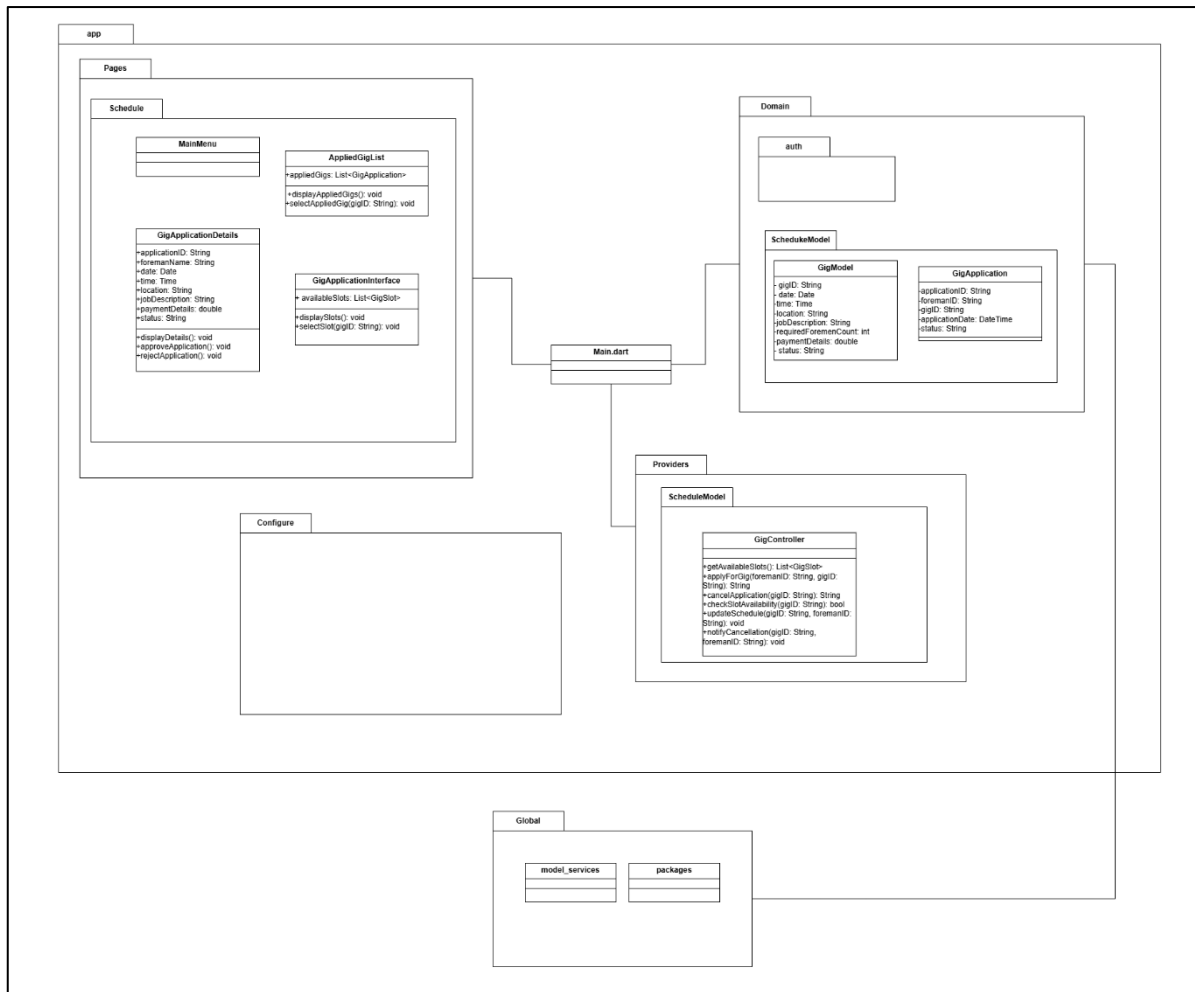 app
Pages
Schedule
MainMenu
AppliedGigList
+appliedGigs: List<GigApplication>
+displayAppliedGigs(): void
+selectAppliedGig(gigID: String): void
GigApplicationDetails
+applicationID: String
+foremanName: String
+date: Date
+time: Time
+location: String
+jobDescription: String
+paymentDetails: double
+status: String
+displayDetails(): void
+approveApplication(): void
+rejectApplication(): void
GigApplicationInterface
+ availableSlots: List<GigSlot>
+displaySlots(): void
+selectSlot(gigID: String): void
Main.dart
Domain
auth
SchedukeModel
GigModel
- gigID: String
- date: Date
-time: Time
-location: String
-jobDescription: String
-requiredForemenCount: int
-paymentDetails: double
- status: String
GigApplication
-applicationID: String
-foremanID: String
-gigID: String
-applicationDate: DateTime
-status: String
Providers
ScheduleModel
GigController
+getAvailableSlots(): List<GigSlot>
+applyForGig(foremanID: String, gigID:
String): String
+cancelApplication(gigID: String): String
+checkSlotAvailability(gigID: String): bool
+updateSchedule(gigID: String, foremanID:
String): void
+notifyCancellation(gigID: String,
foremanID: String): void
Configure
Global
model_services
packages